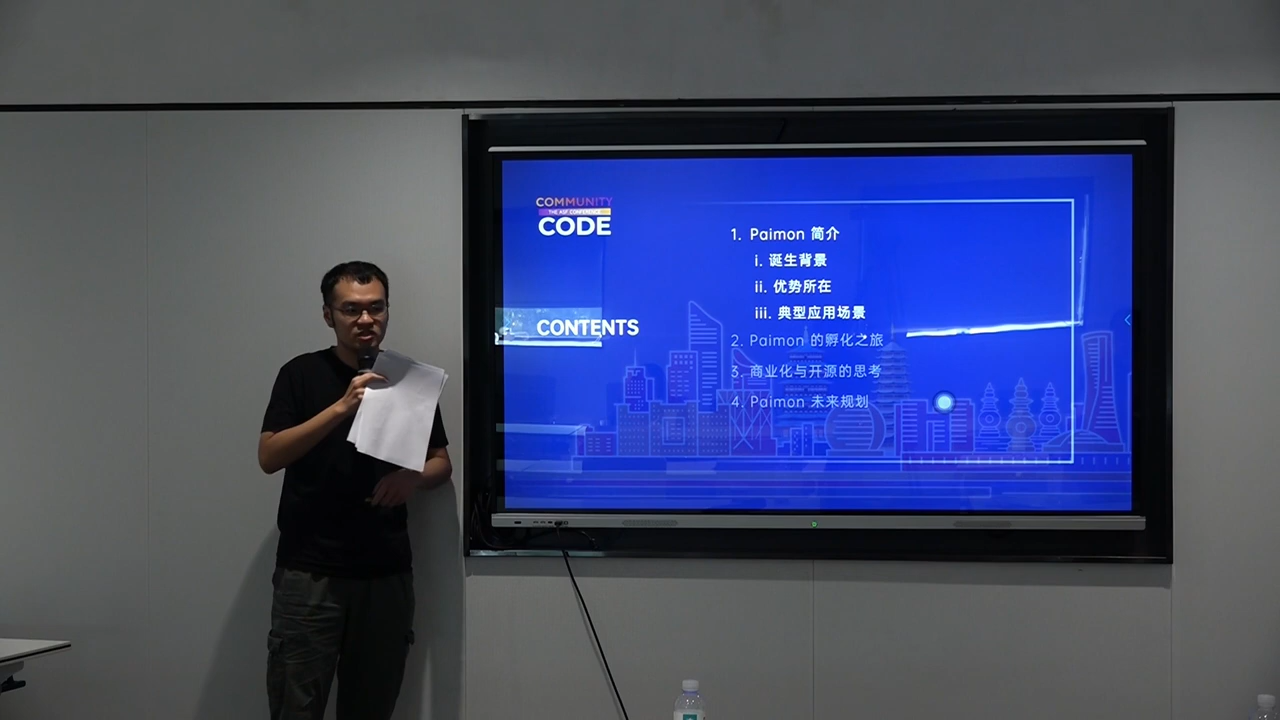 COMMUNITY
THE ASF CONFERENCE
CODE
CONTENTS
1. Paimon 简介
i. 诞生背景
ii. 优势所在
iii. 典型应用场景
2. Paimon 的孵化之旅
3. 商业化与开源的思考
4. Paimon 未来规划